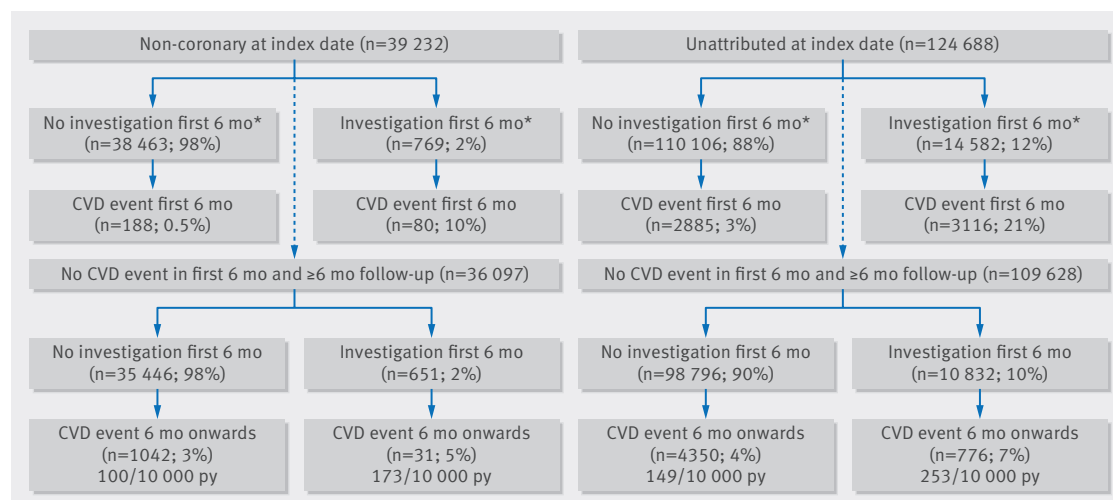 Non-coronary at index date (n=39 232)
Unattributed at index date (n=124 688)
No investigation first 6 mo*
(n=38 463; 98%)
Investigation first 6 mo*
(n=769; 2%)
No investigation first 6 mo*
(n=110 106; 88%)
Investigation first 6 mo*
(n=14 582; 12%)
CVD event first 6 mo
(n=188; 0.5%)
CVD event first 6 mo
(n=80; 10%)
CVD event first 6 mo
(n=2885; 3%)
CVD event first 6 mo
(n=3116; 21%)
No CVD event in first 6 mo and ≥6 mo follow-up (n=36 097)
No CVD event in first 6 mo and ≥6 mo follow-up (n=109 628)
No investigation first 6 mo
(n=35 446; 98%)
Investigation first 6 mo
(n=651; 2%)
No investigation first 6 mo
(n=98 796; 90%)
Investigation first 6 mo
(n=10 832; 10%)
CVD event 6 mo onwards
(n=1042; 3%)
100/10 000 py
CVD event 6 mo onwards
(n=31; 5%)
173/10 000 py
CVD event 6 mo onwards
(n=4350; 4%)
149/10 000 py
CVD event 6 mo onwards
(n=776; 7%)
253/10 000 py